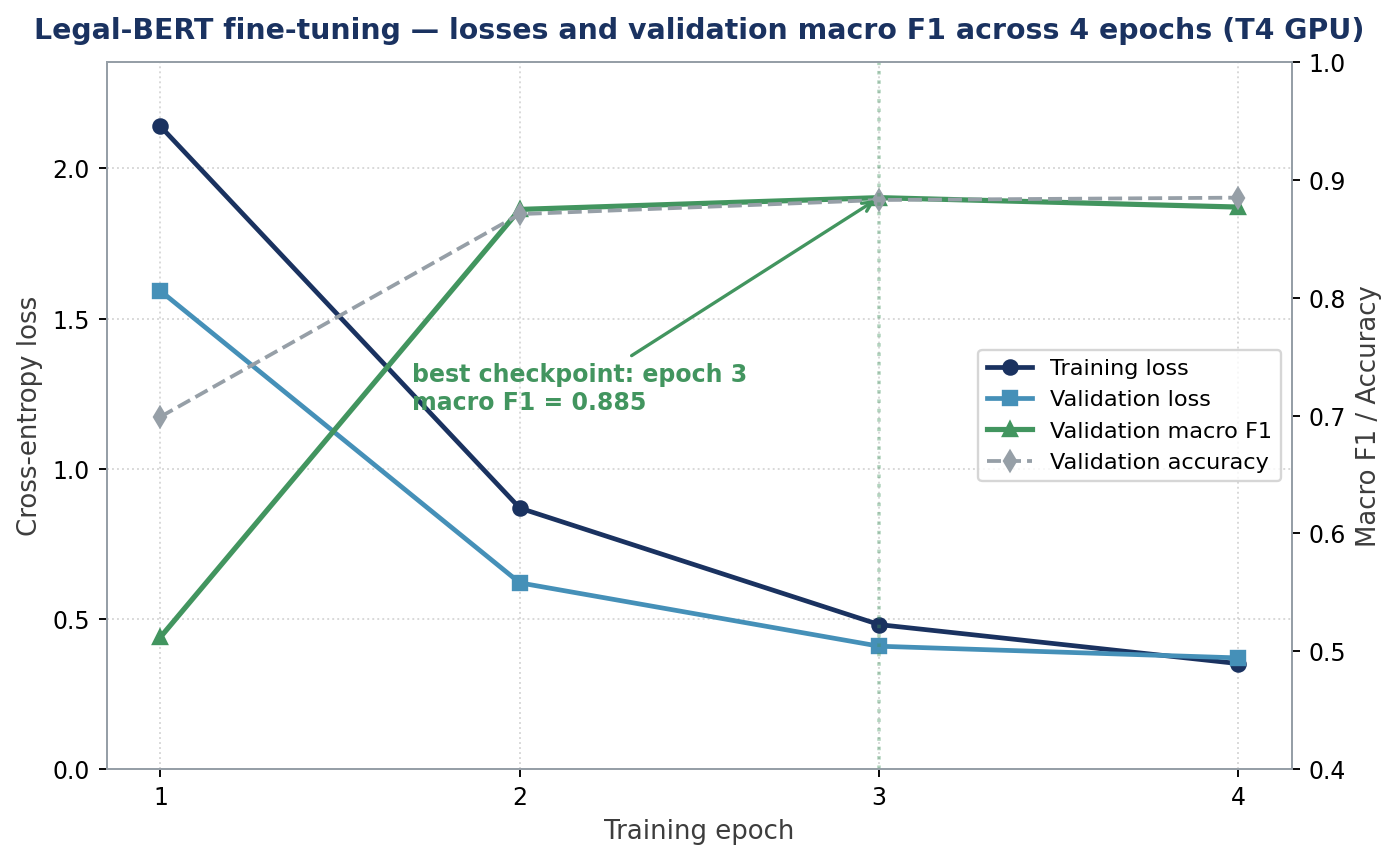 Legal-BERT fine-tuning — losses and validation macro F1 across 4 epochs (T4 GPU)
Cross-entropy loss
2.0
1.5
1.0
0.5
0.0
best checkpoint: epoch 3
macro F1 = 0.885
Training loss
Validation loss
Validation macro F1
Validation accuracy
1.0
0.9
0.8
0.7
0.6
0.5
0.4
Macro F1 / Accuracy
1 2 3 4
Training epoch